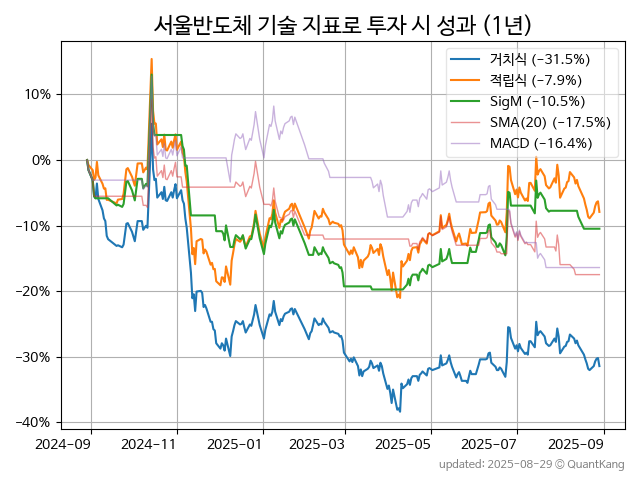 서울반도체 기술 지표로 투자 시 성과 (1년)
거치식 (−31.5%)
적립식 (−7.9%)
SigM (−10.5%)
SMA(20) (−17.5%)
MACD (−16.4%)
10%
0%
−10%
−20%
−30%
−40%
2024-09 2024-11 2025-01 2025-03 2025-05 2025-07 2025-09
updated: 2025-08-29 © QuantKang